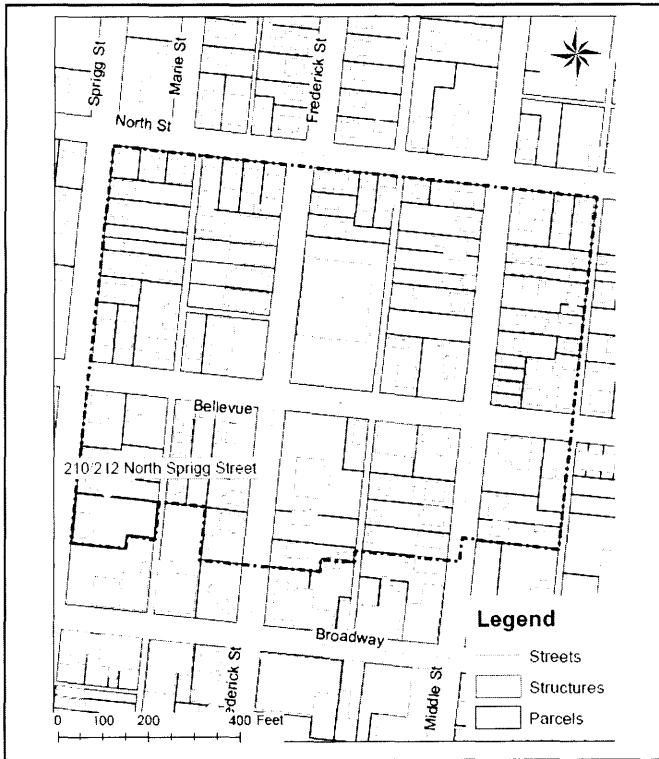 Sprigg St
Marie St
Frederick St
North St
Bellevue
210-212 North Sprigg Street
Broadway
ederick St
Middle St
Legend
Streets
Structures
Parcels
0 100 200 400 Feet